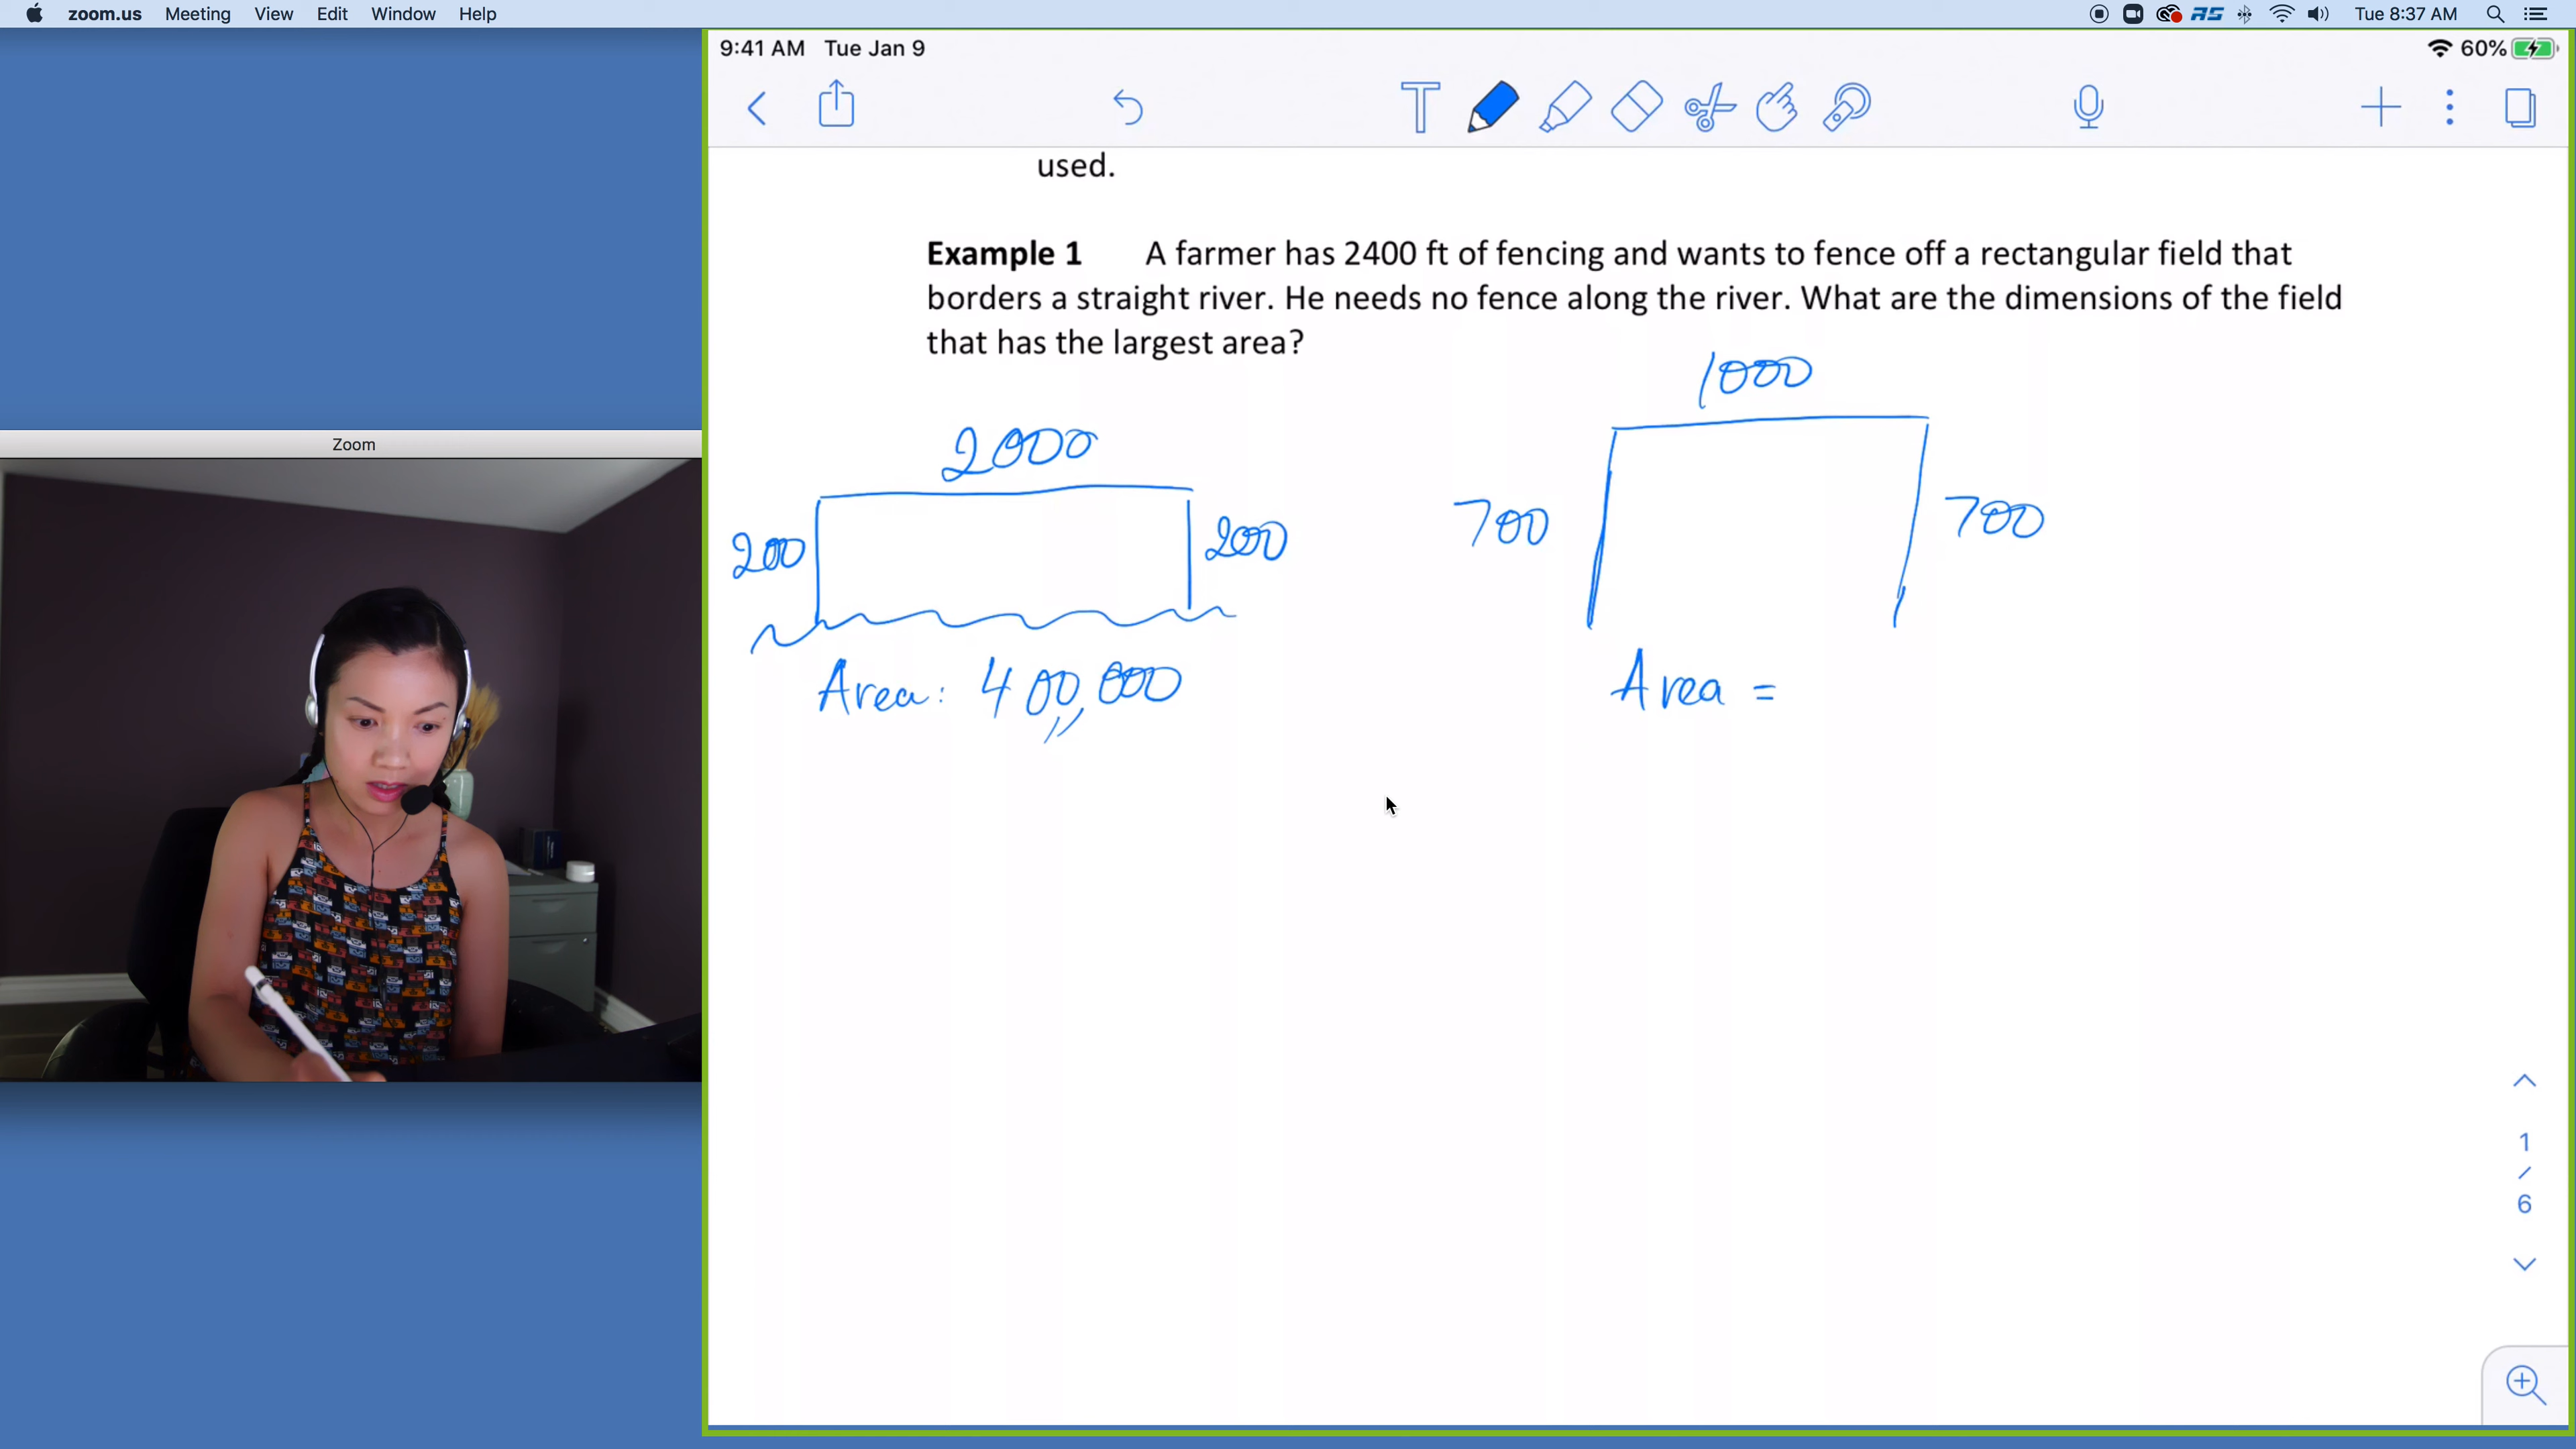 zoom.us Meeting View Edit Window Help
Tue 8:37 AM
9:41 AM Tue Jan 9
60%
T
used.
Example 1 A farmer has 2400 ft of fencing and wants to fence off a rectangular field that
borders a straight river. He needs no fence along the river. What are the dimensions of the field
that has the largest area?
2000
200
200
Area: 400,000
1000
700
700
Area =
Zoom
1
/
6